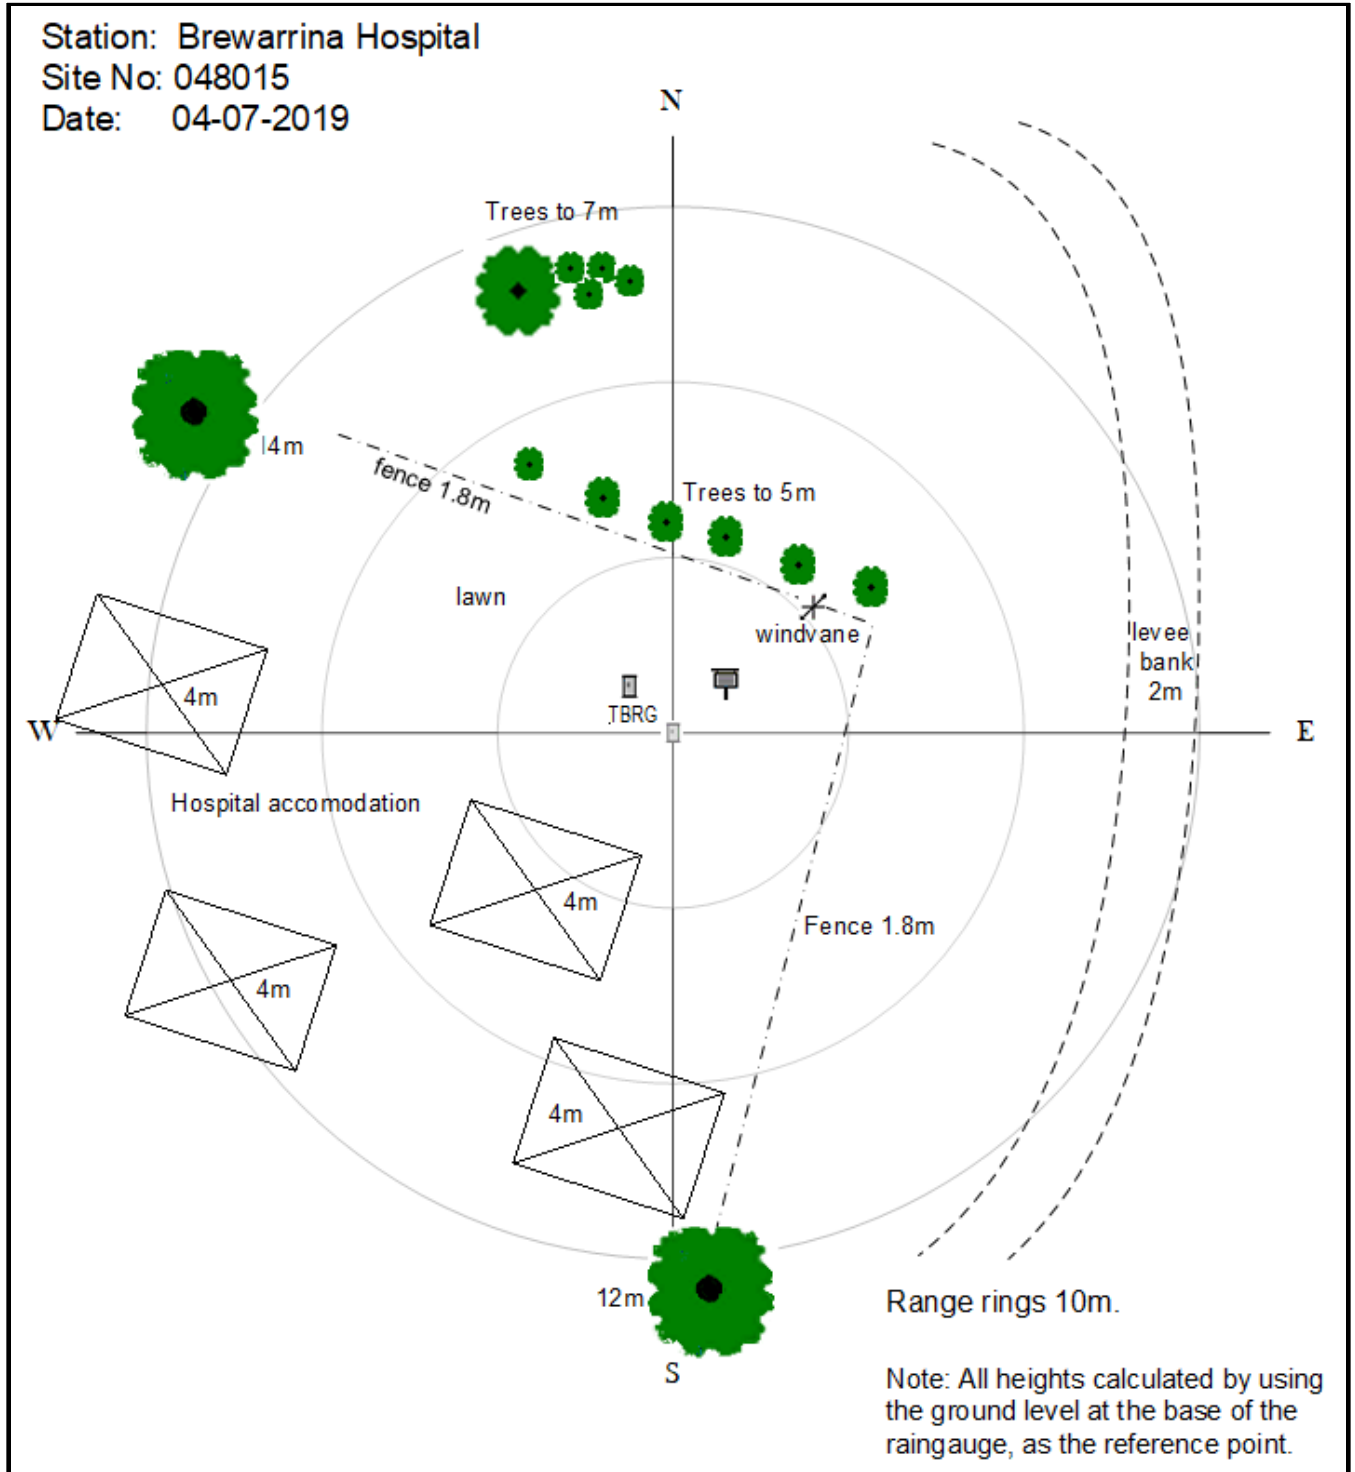 Station: Brewarrina Hospital
Site No: 048015
Date: 04-07-2019
N
Trees to 7m
14m
fence 1.8m
Trees to 5m
lawn
windvane
levee
bank
2m
4m
TBRG
W
E
Hospital accomodation
4m
Fence 1.8m
4m
4m
12m
Range rings 10m.
S
Note: All heights calculated by using
the ground level at the base of the
raingauge, as the reference point.